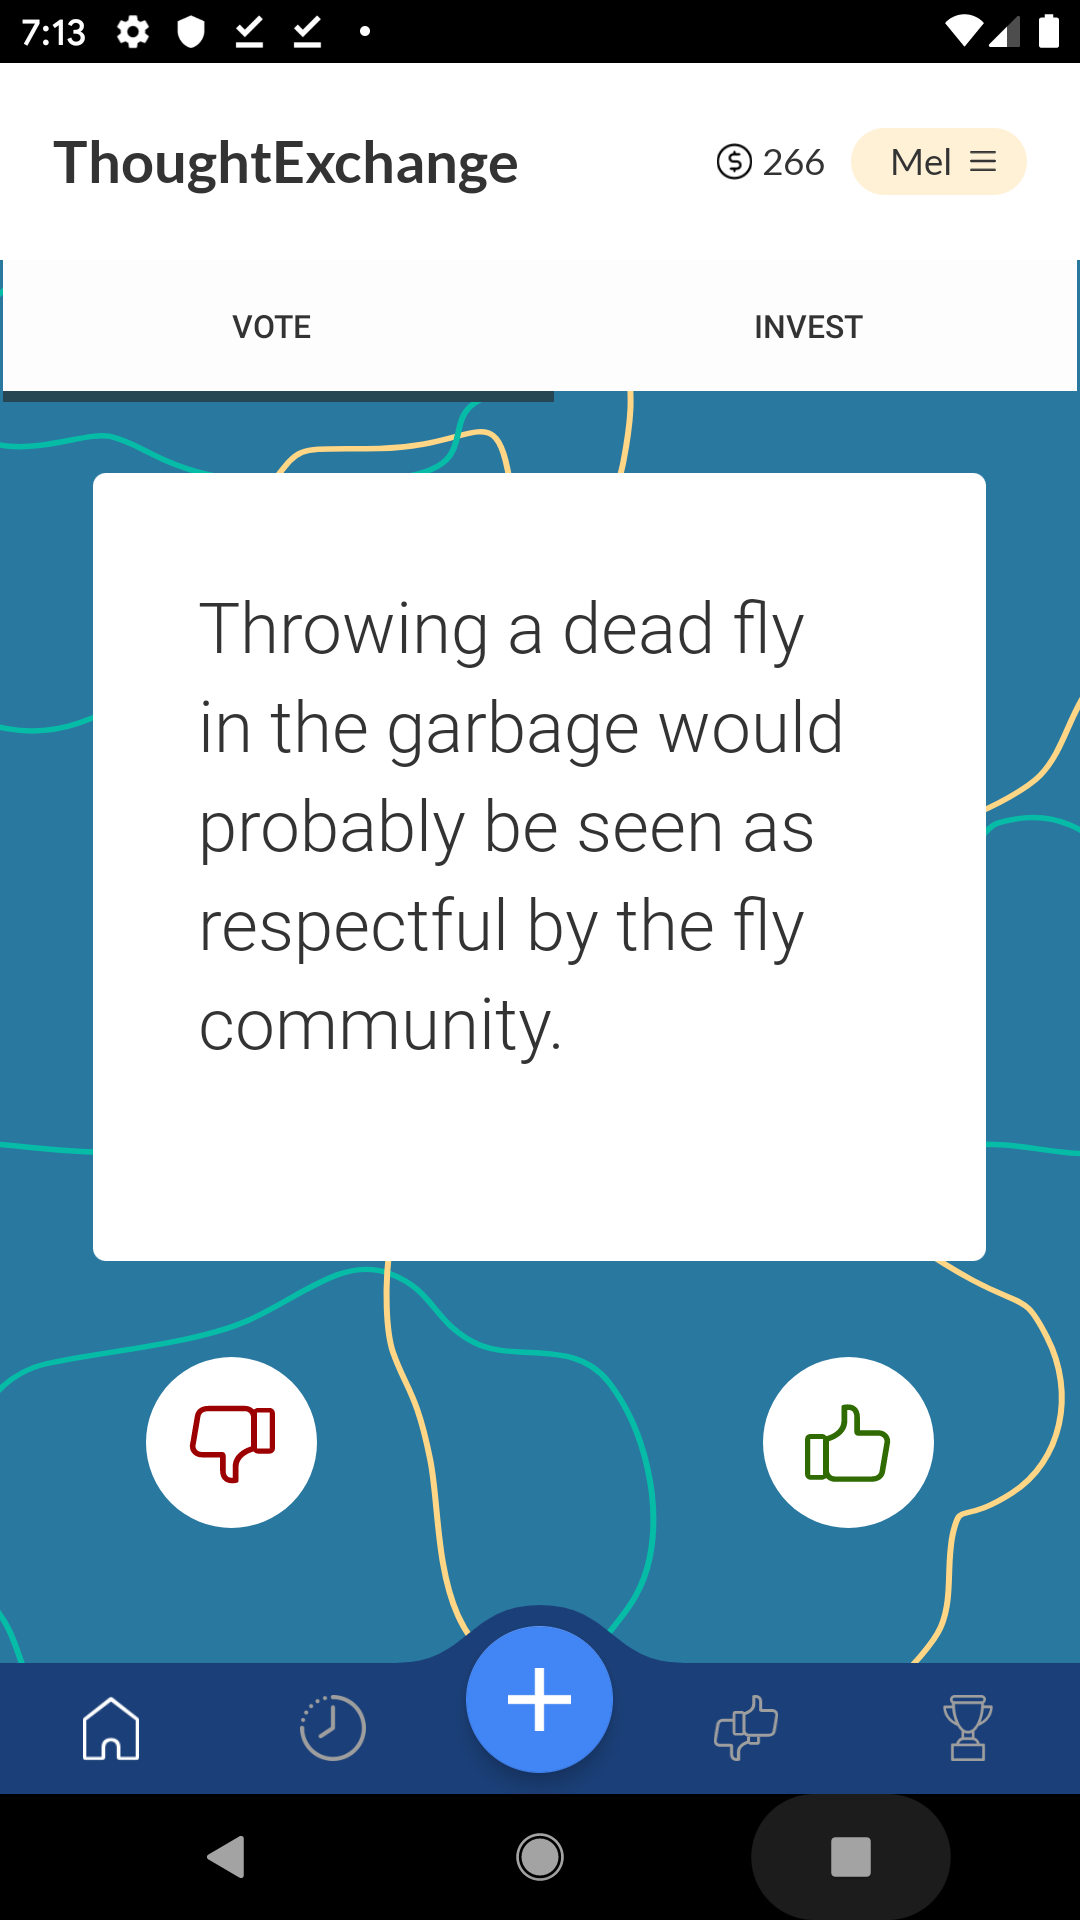 7:13
ThoughtExchange
266
Mel
VOTE
INVEST
Throwing a dead fly
in the garbage would
probably be seen as
respectful by the fly
community.